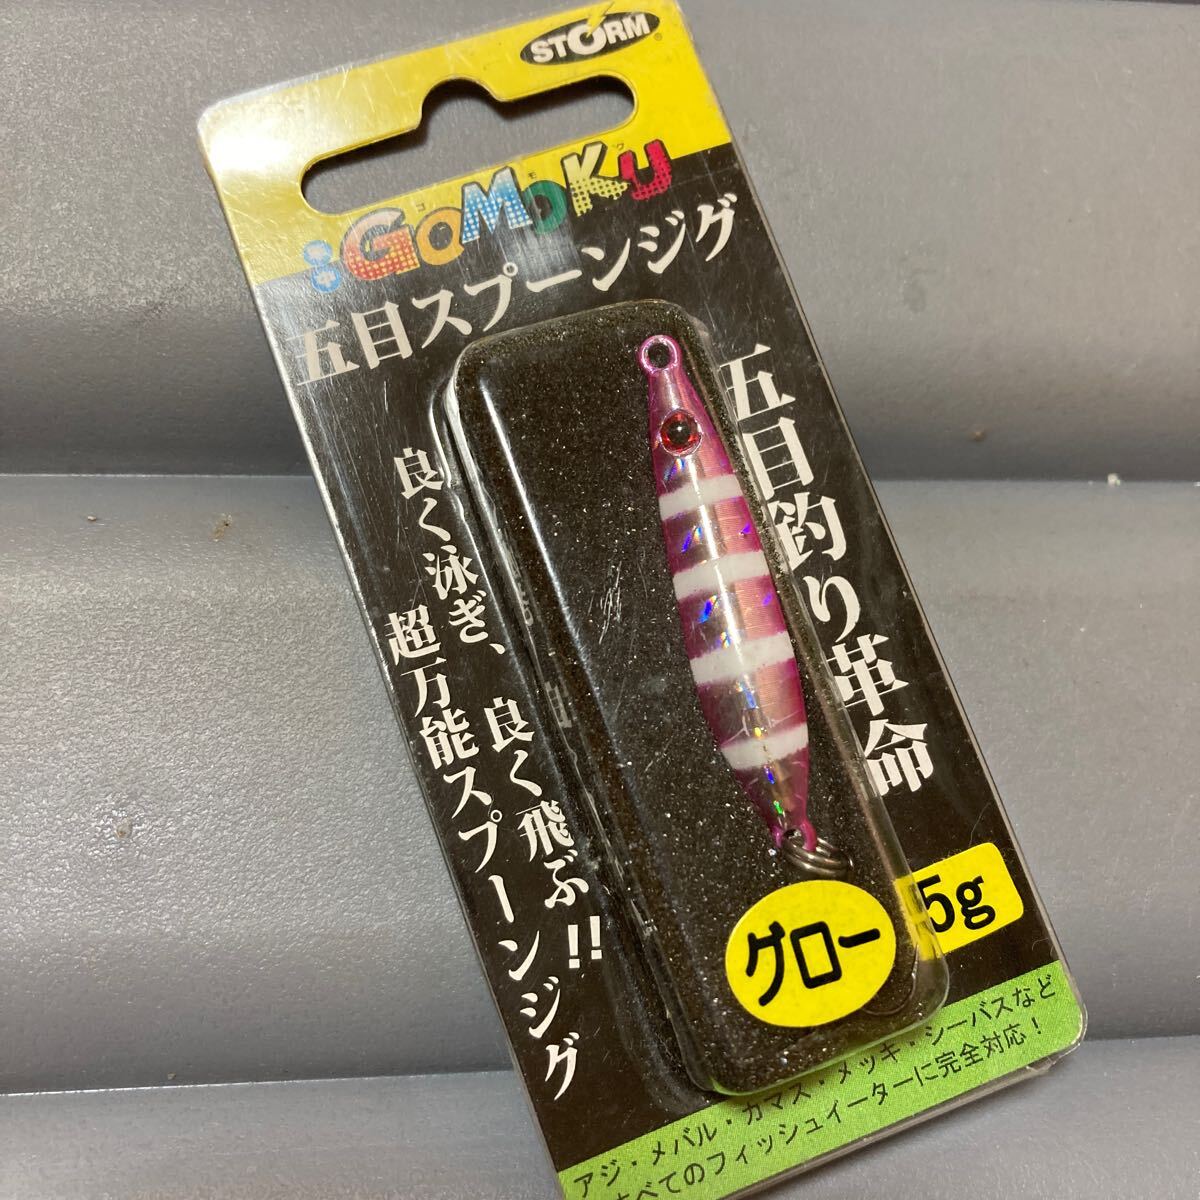 STORM
GOMOKU
ゴモク
五目スプーンジグ
五目釣り革命
良く泳ぎ、良く飛ぶ!!
超万能スプーンジグ
グロー
5g
アジ・メバル・カマス・メッキ・シーバスなど
すべてのフィッシュイーターに完全対応！